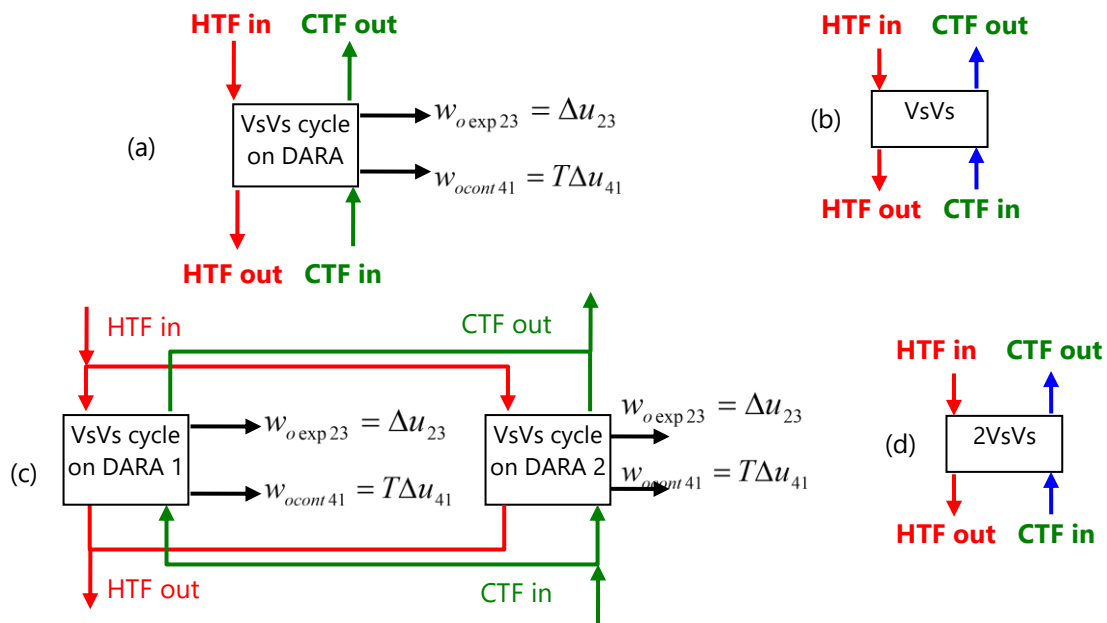 HTF in CTF out
(a)
VsVs cycle
on DARA
w_{o exp 23} = Δu_{23}
w_{ocont 41} = TΔu_{41}
HTF out CTF in
HTF in CTF out
(b)
VsVs
HTF out CTF in
HTF in
CTF out
(c)
VsVs cycle
on DARA 1
w_{o exp 23} = Δu_{23}
w_{ocont 41} = TΔu_{41}
VsVs cycle
on DARA 2
w_{o exp 23} = Δu_{23}
w_{ocont 41} = TΔu_{41}
HTF out
CTF in
HTF in CTF out
(d)
2VsVs
HTF out CTF in